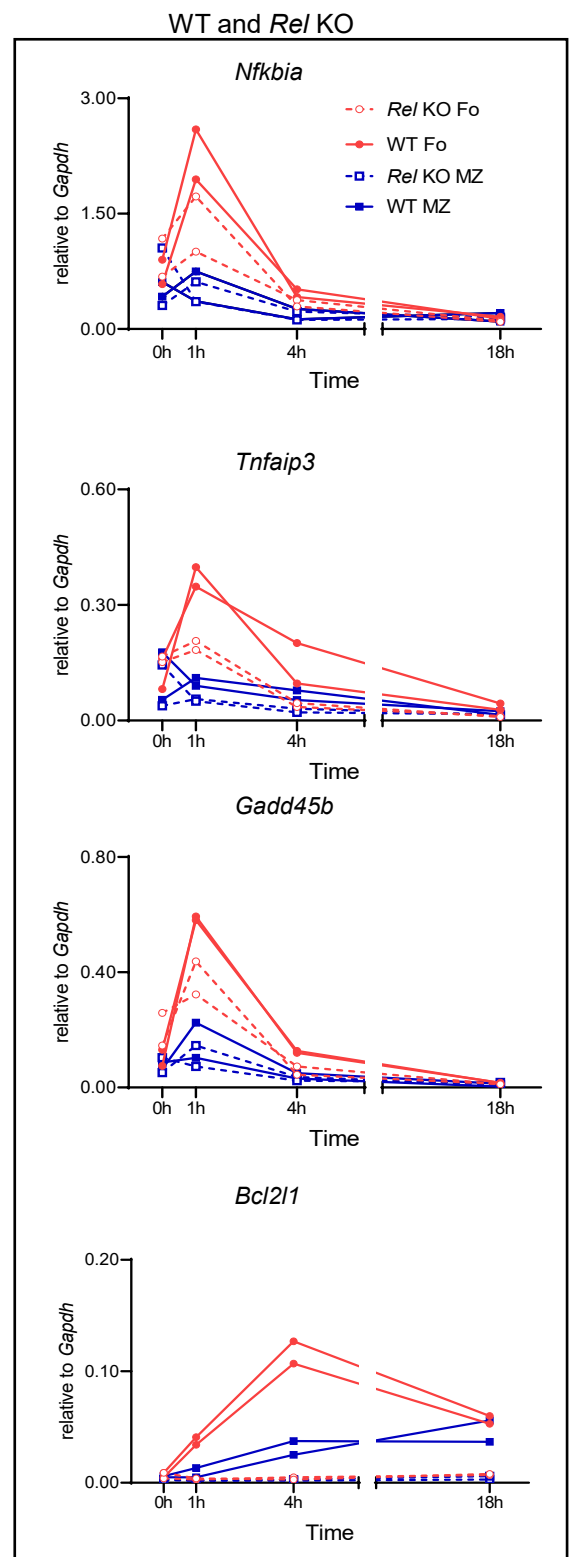 WT and Rel KO
Nfkbia
3.00
1.50
0.00
relative to Gapdh
Rel KO Fo
WT Fo
Rel KO MZ
WT MZ
0h 1h 4h 18h
Time
Tnfaip3
0.60
0.30
0.00
relative to Gapdh
0h 1h 4h 18h
Time
Gadd45b
0.80
0.40
0.00
relative to Gapdh
0h 1h 4h 18h
Time
Bcl2l1
0.20
0.10
0.00
relative to Gapdh
0h 1h 4h 18h
Time